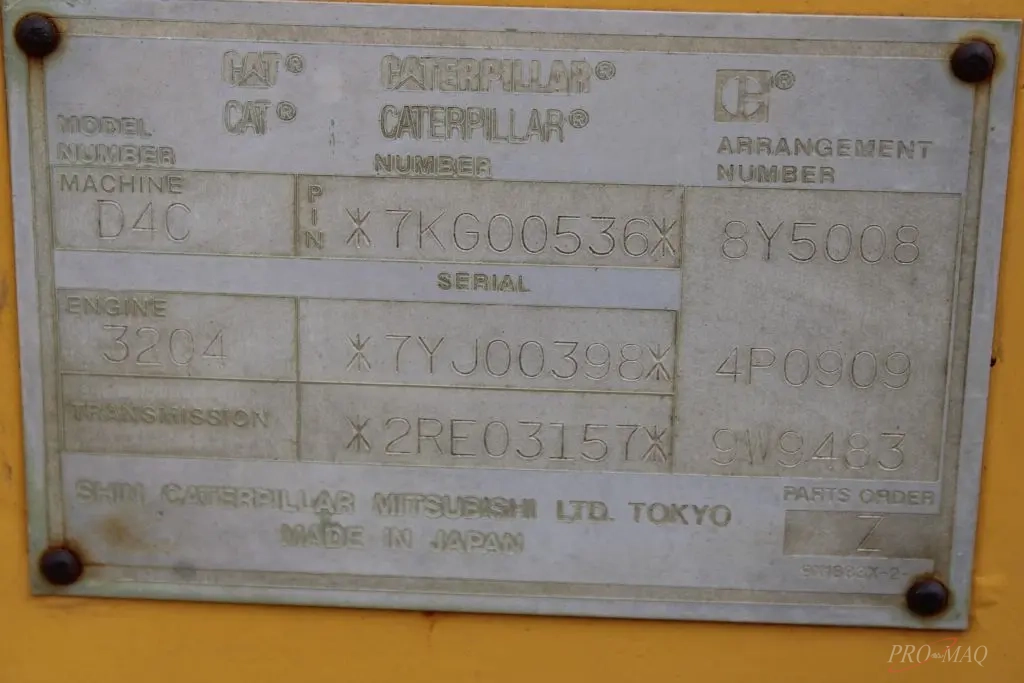 CAT® CATERPILLAR®
CAT® CATERPILLAR®
MODEL NUMBER
NUMBER
ARRANGEMENT NUMBER
MACHINE
D4C
PIN
*7KG00536*
8Y5008
SERIAL
ENGINE
3204
*7YJ00398*
4P0909
TRANSMISSION
*2RE03157*
9W9483
SHIN CATERPILLAR MITSUBISHI LTD. TOKYO
MADE IN JAPAN
PARTS ORDER
Z
PRO MAQ